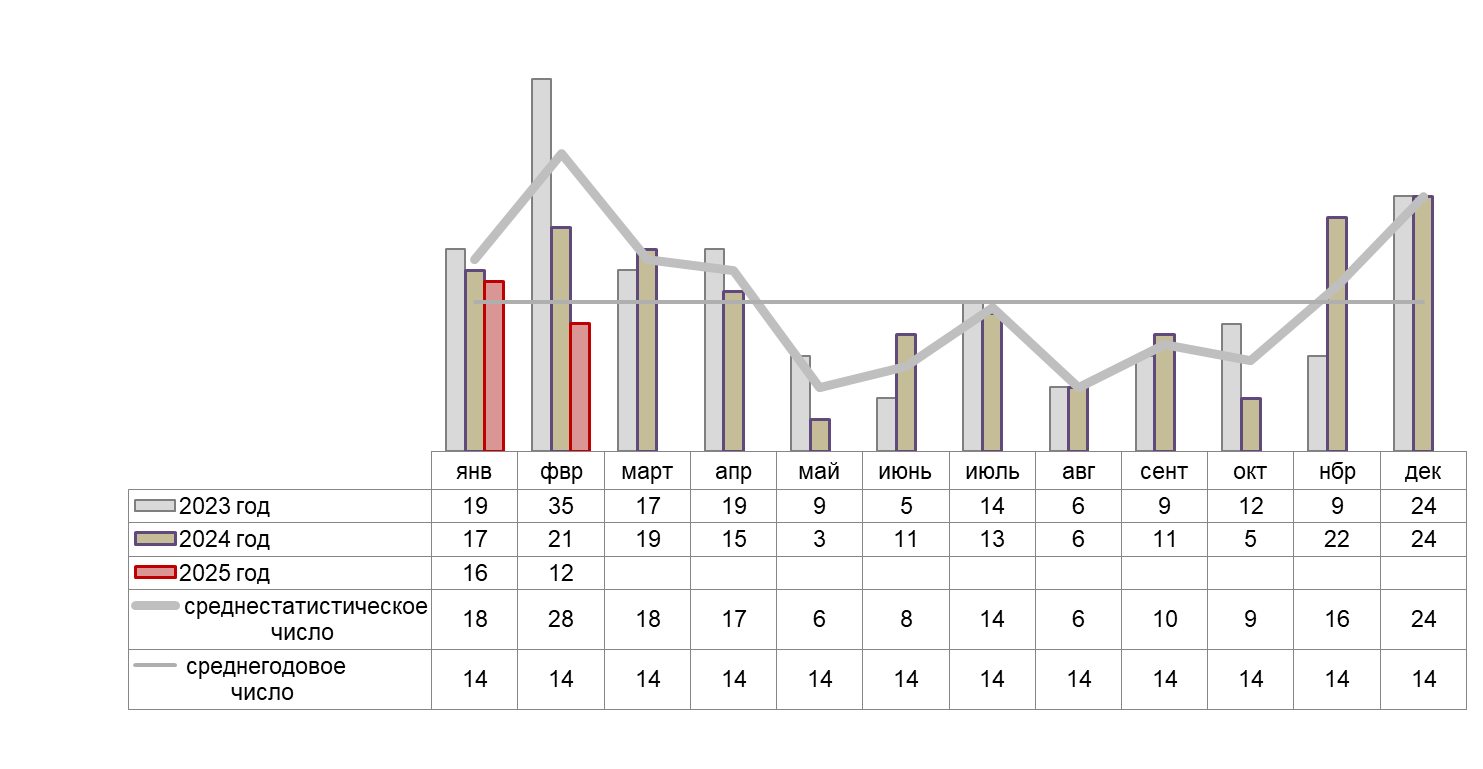 янв фвр март апр май июнь июль авг сент окт нбр дек
2023 год 19 35 17 19 9 5 14 6 9 12 9 24
2024 год 17 21 19 15 3 11 13 6 11 5 22 24
2025 год 16 12
среднестатистическое
число 18 28 18 17 6 8 14 6 10 9 16 24
среднегодовое
число 14 14 14 14 14 14 14 14 14 14 14 14